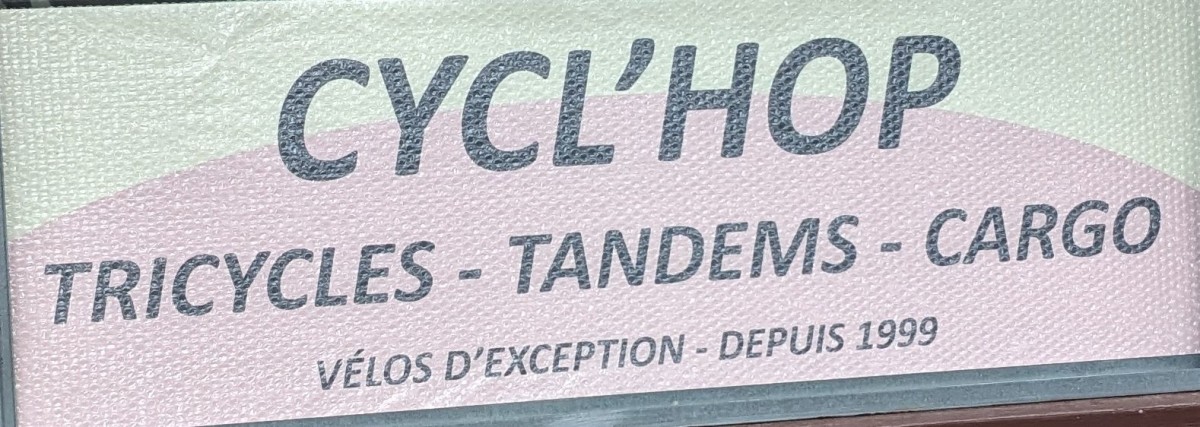 CYCL'HOP
TRICYCLES - TANDEMS - CARGO
VÉLOS D'EXCEPTION - DEPUIS 1999